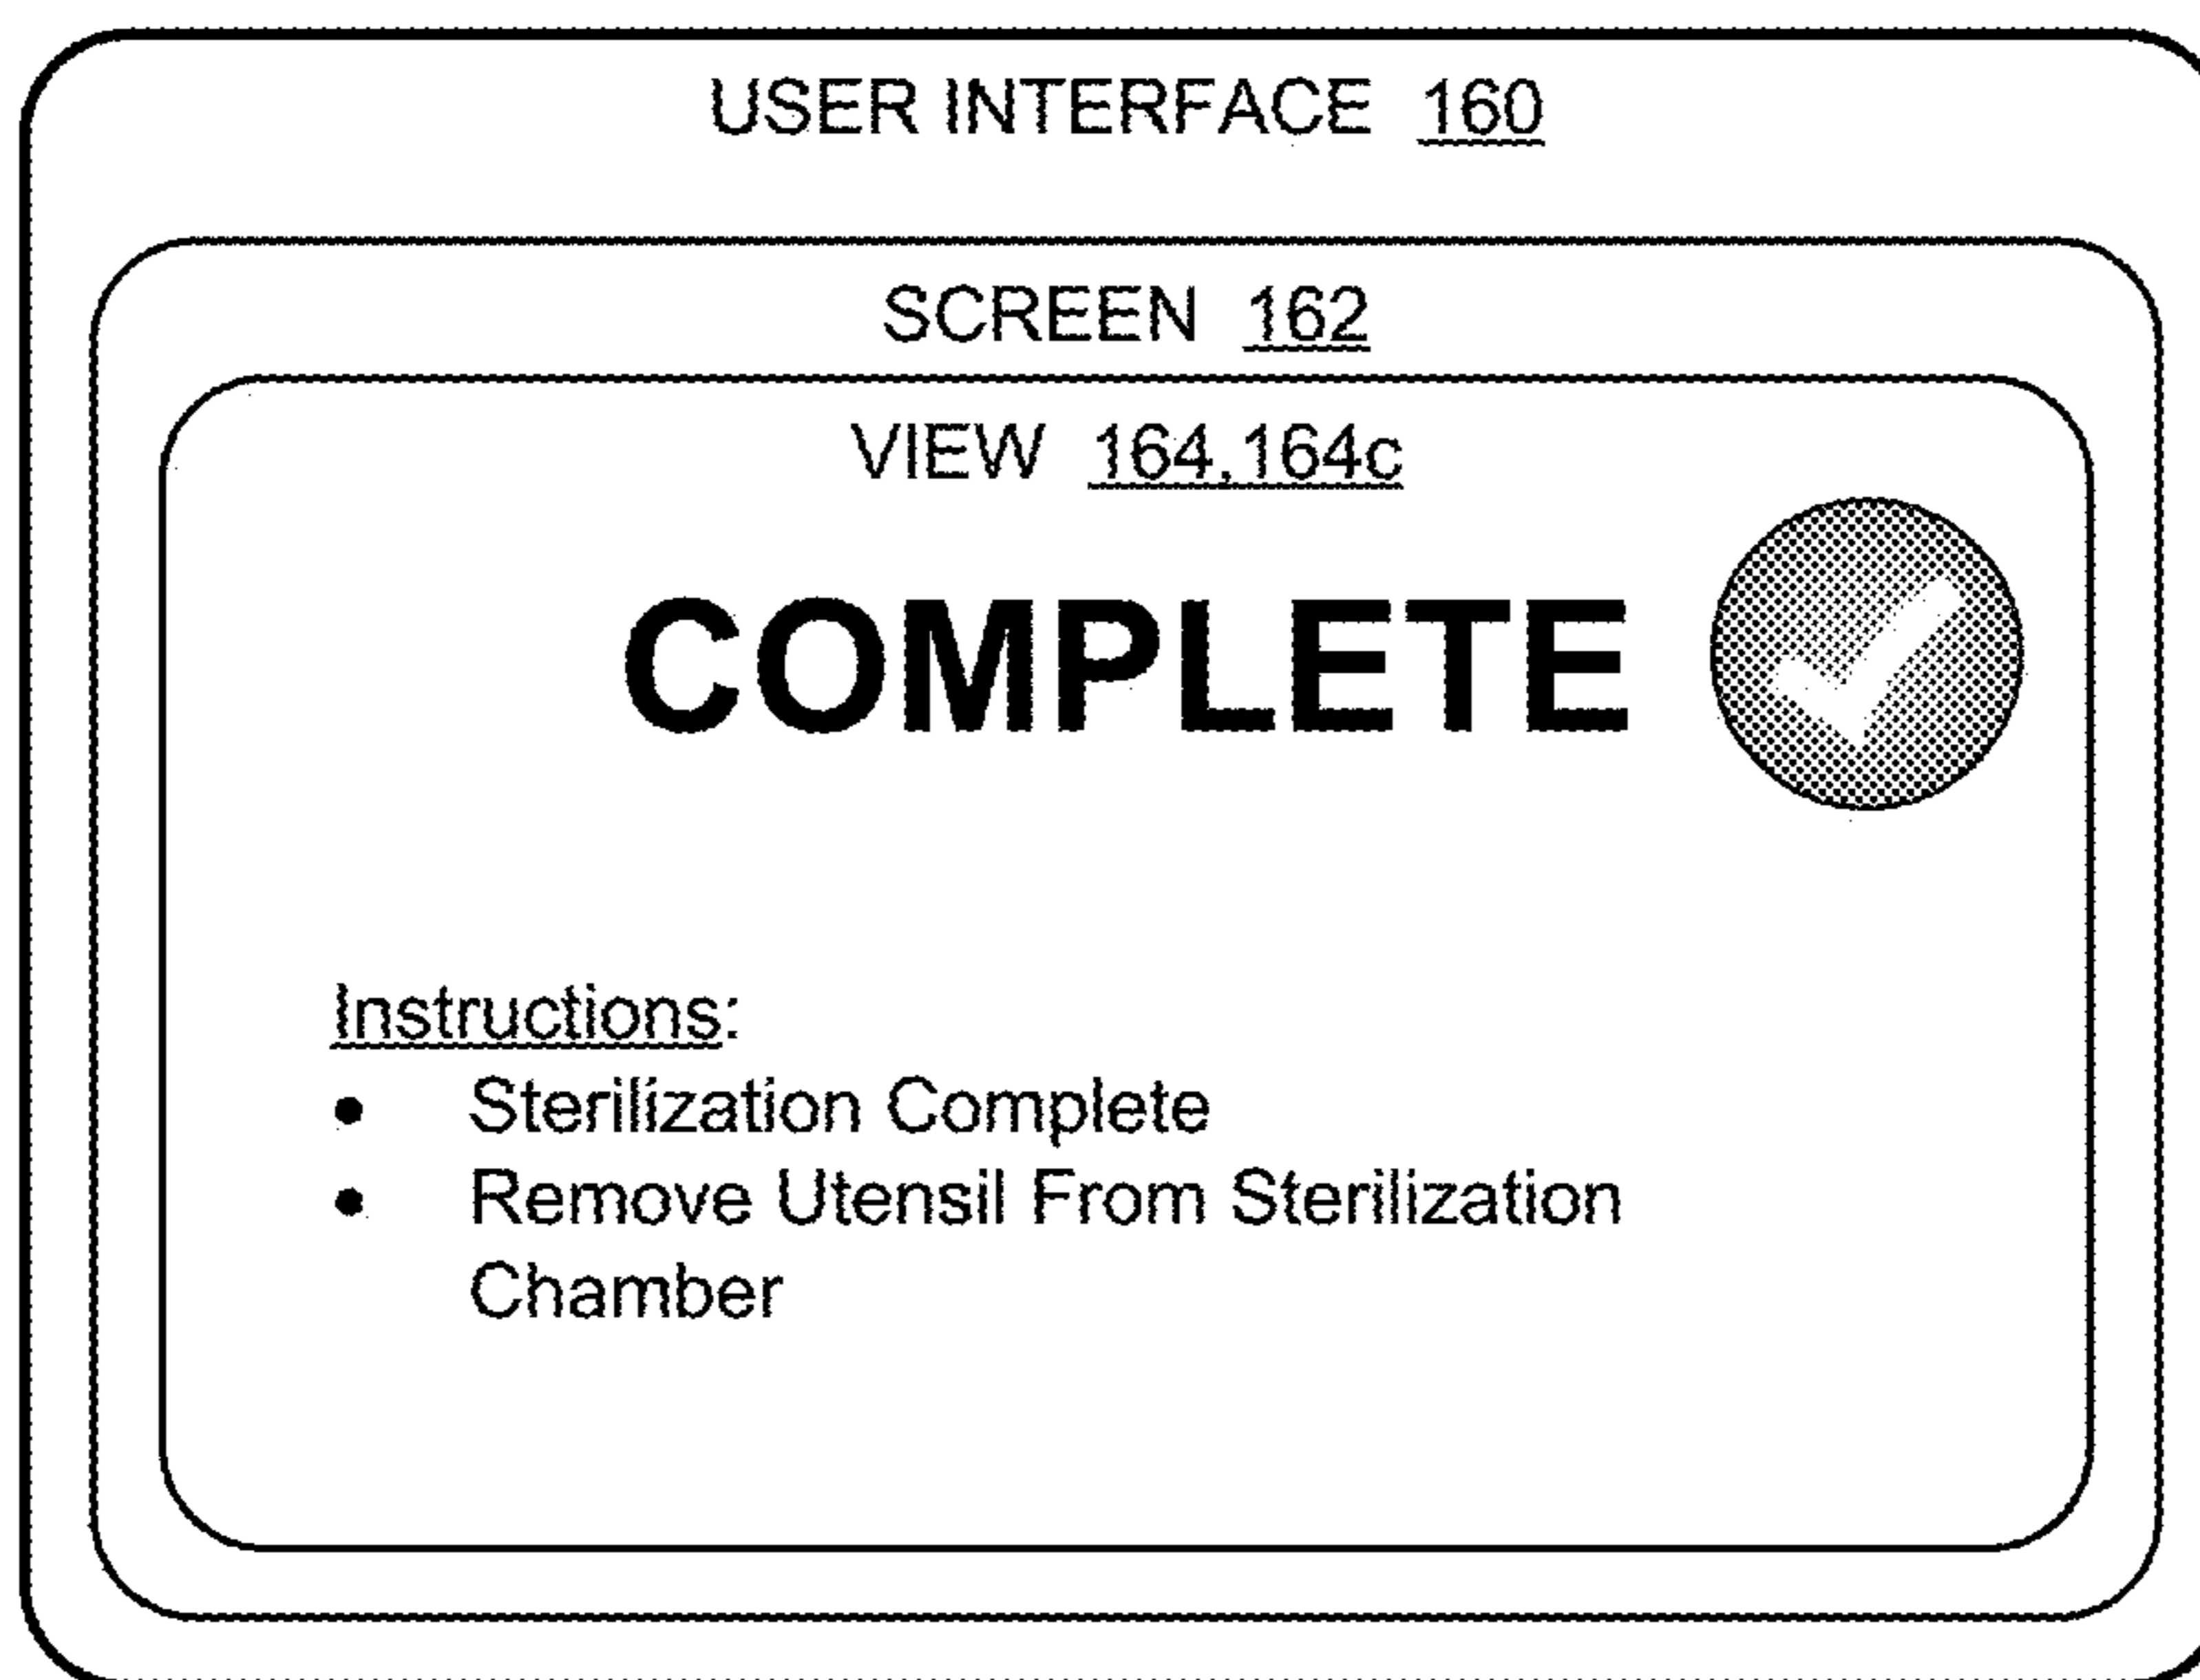 USER INTERFACE 160
SCREEN 162
VIEW 164,164c
COMPLETE
Instructions:
• Sterilization Complete
• Remove Utensil From Sterilization
Chamber